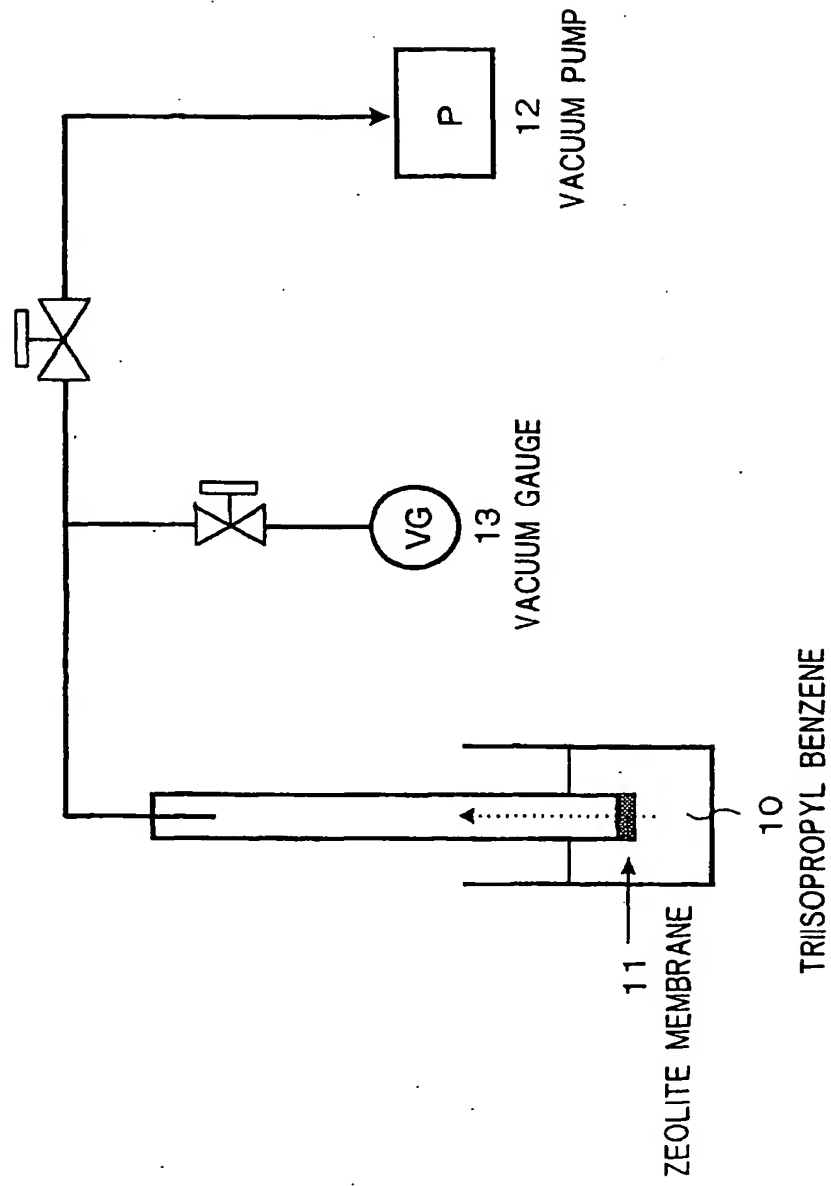 P
12
VACUUM PUMP
VG
13
VACUUM GAUGE
11
ZEOLITE MEMBRANE
10
TRIISOPROPYL BENZENE